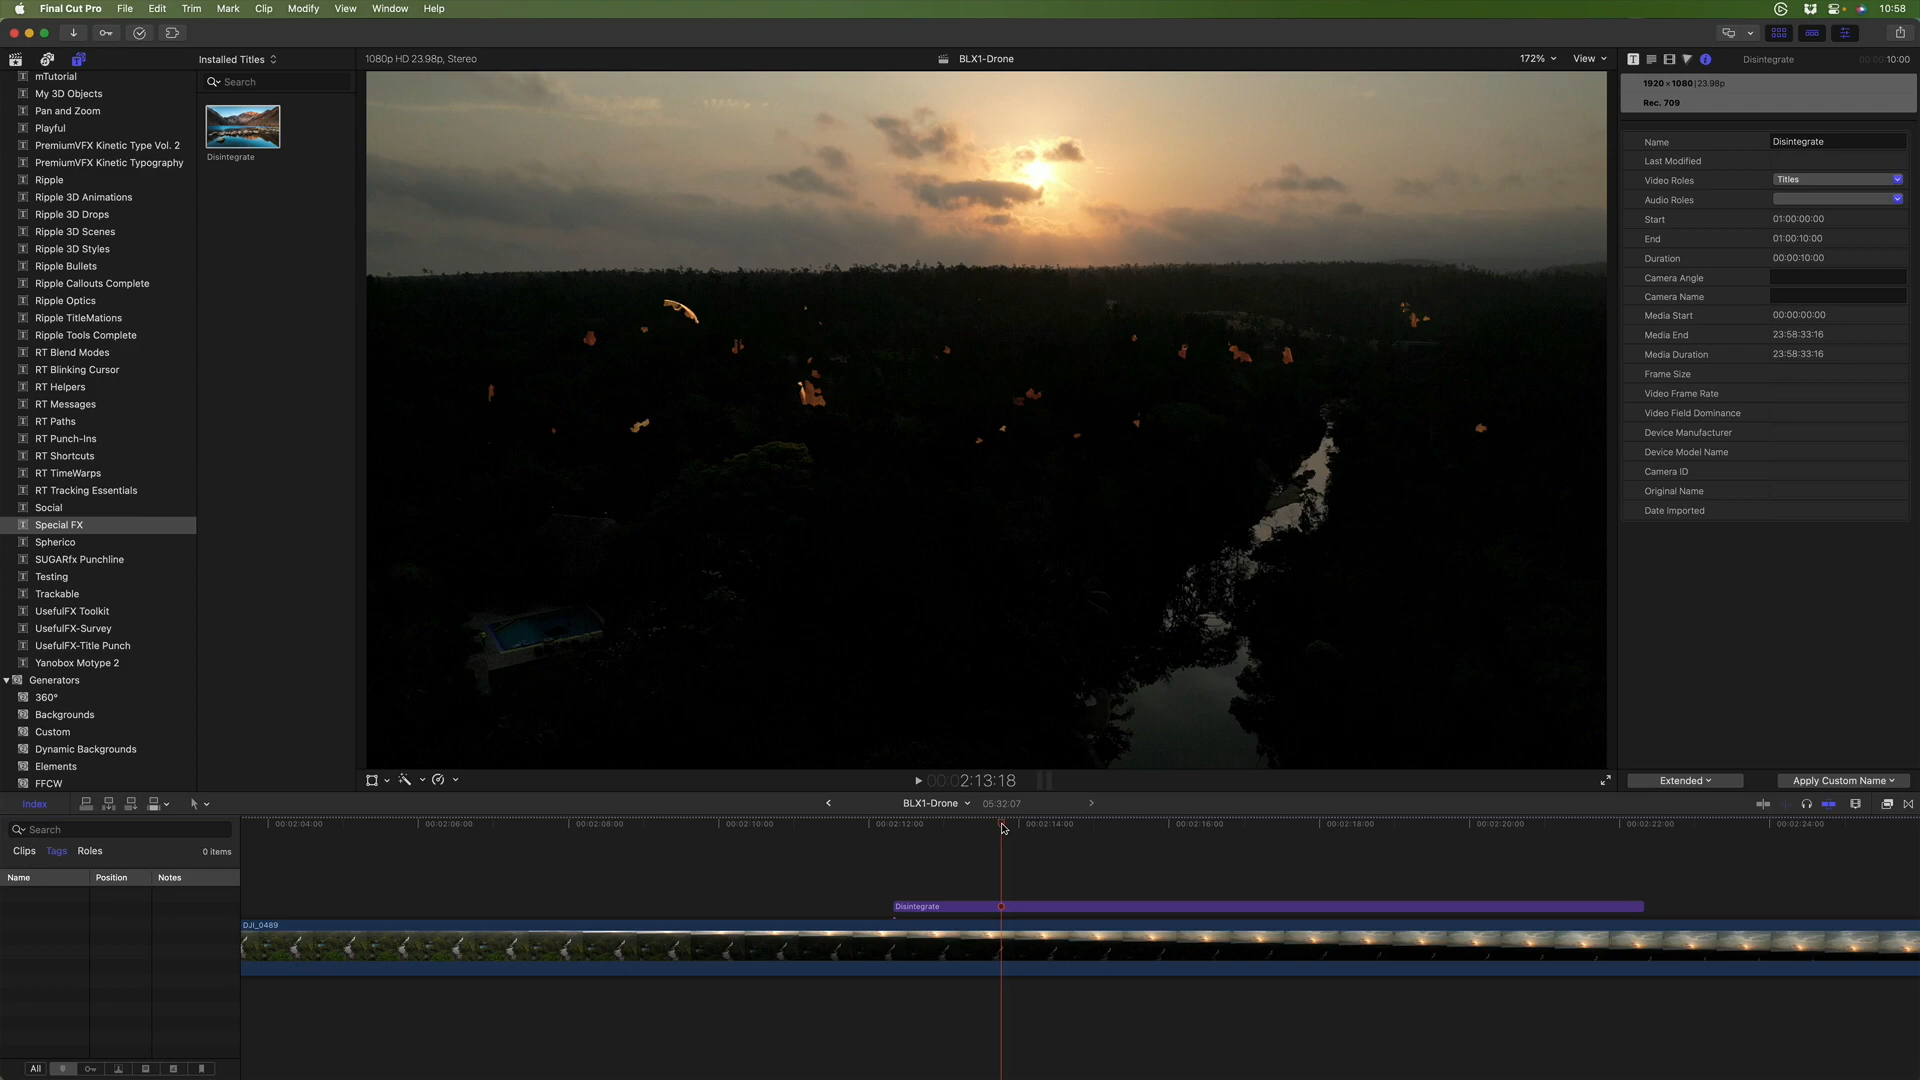 Final Cut Pro File Edit Trim Mark Clip Modify View Window Help 10:58
Installed Titles
1080p HD 23.98p, Stereo
BLX1-Drone
172%
View
Disintegrate
00:00:10:00
mTutorial
My 3D Objects
Pan and Zoom
Playful
PremiumVFX Kinetic Type Vol. 2
PremiumVFX Kinetic Typography
Ripple
Ripple 3D Animations
Ripple 3D Drops
Ripple 3D Scenes
Ripple 3D Styles
Ripple Bullets
Ripple Callouts Complete
Ripple Optics
Ripple TitleMations
Ripple Tools Complete
RT Blend Modes
RT Blinking Cursor
RT Helpers
RT Messages
RT Paths
RT Punch-Ins
RT Shortcuts
RT TimeWarps
RT Tracking Essentials
Social
Special FX
Spherico
SUGARfx Punchline
Testing
Trackable
UsefulFX Toolkit
UsefulFX-Survey
UsefulFX-Title Punch
Yanobox Motype 2
Generators
360°
Backgrounds
Custom
Dynamic Backgrounds
Elements
FFCW
Search
Disintegrate
1920 × 1080 | 23.98p
Rec. 709
Name Disintegrate
Last Modified
Video Roles Titles
Audio Roles
Start 01:00:00:00
End 01:00:10:00
Duration 00:00:10:00
Camera Angle
Camera Name
Media Start 00:00:00:00
Media End 23:58:33:16
Media Duration 23:58:33:16
Frame Size
Video Frame Rate
Video Field Dominance
Device Manufacturer
Device Model Name
Camera ID
Original Name
Date Imported
00:02:13:18
Extended
Apply Custom Name
Index
BLX1-Drone
05:32:07
Search
Clips Tags Roles 0 items
Name Position Notes
00:02:04:00 00:02:06:00 00:02:08:00 00:02:10:00 00:02:12:00 00:02:14:00 00:02:16:00 00:02:18:00 00:02:20:00 00:02:22:00 00:02:24:00
Disintegrate
DJI_0489
All